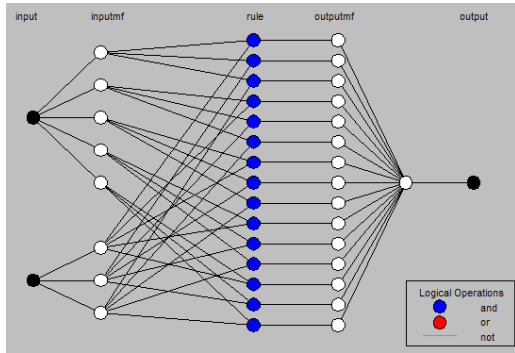 input inputmf rule outputmf output
Logical Operations
and
or
not